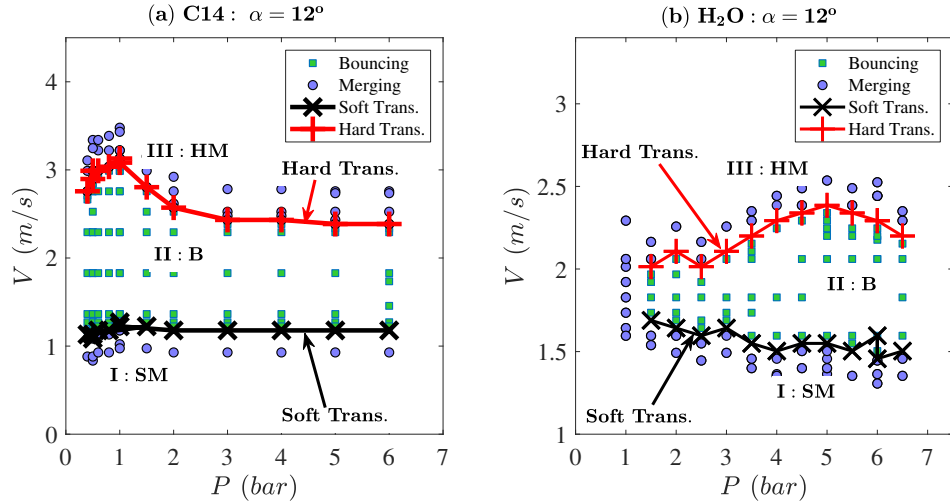 (a) C14 : α = 12°
4
3
2
1
0
0 1 2 3 4 5 6 7
V (m/s)
P (bar)
Bouncing
Merging
Soft Trans.
Hard Trans.
III : HM
Hard Trans.
II : B
I : SM
Soft Trans.
(b) H₂O : α = 12°
3
2.5
2
1.5
1
0 1 2 3 4 5 6 7
V (m/s)
P (bar)
Bouncing
Merging
Soft Trans.
Hard Trans.
III : HM
Hard Trans.
II : B
I : SM
Soft Trans.